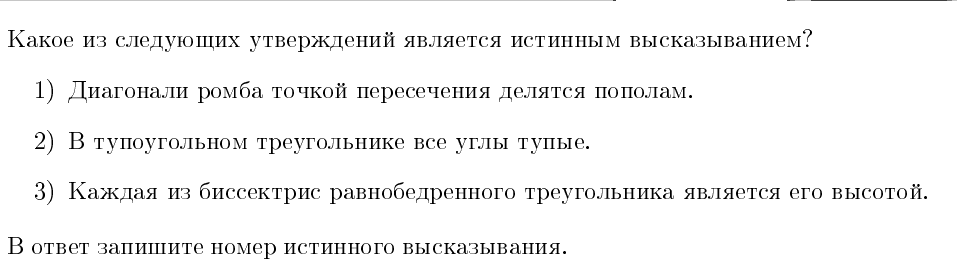 Какое из следующих утверждений является истинным высказыванием?
1) Диагонали ромба точкой пересечения делятся пополам.
2) В тупоугольном треугольнике все углы тупые.
3) Каждая из биссектрис равнобедренного треугольника является его высотой.
В ответ запишите номер истинного высказывания.